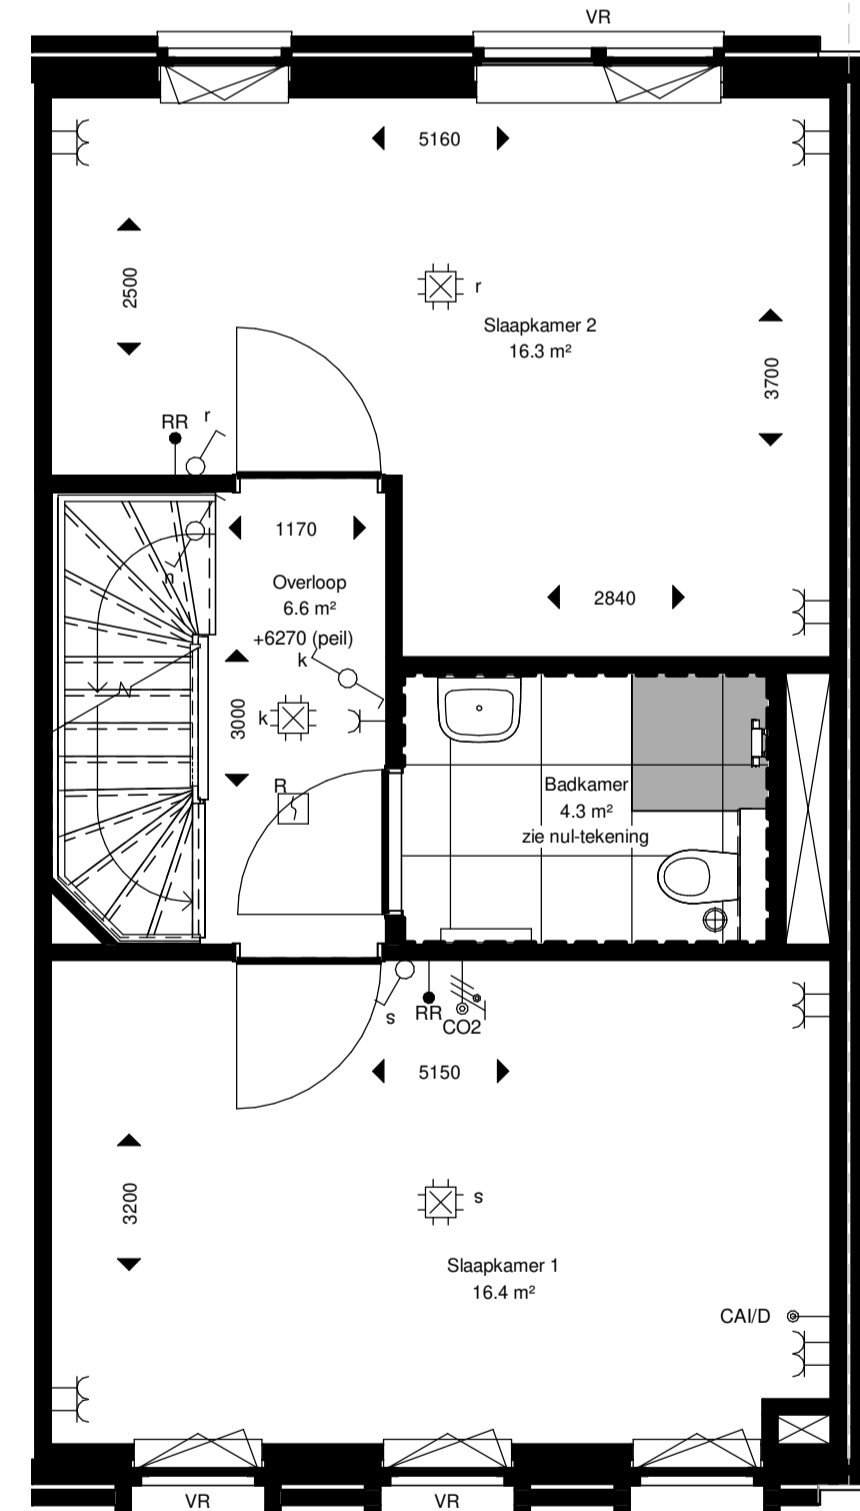 VR
5160
2500
r
Slaapkamer 2
16.3 m²
3700
RR
r
1170
n
Overloop
6.6 m²
+6270 (peil)
k
2840
k
3000
R
Badkamer
4.3 m²
zie nul-tekening
s
RR
CO2
5150
3200
s
Slaapkamer 1
16.4 m²
CAI/D
VR
VR